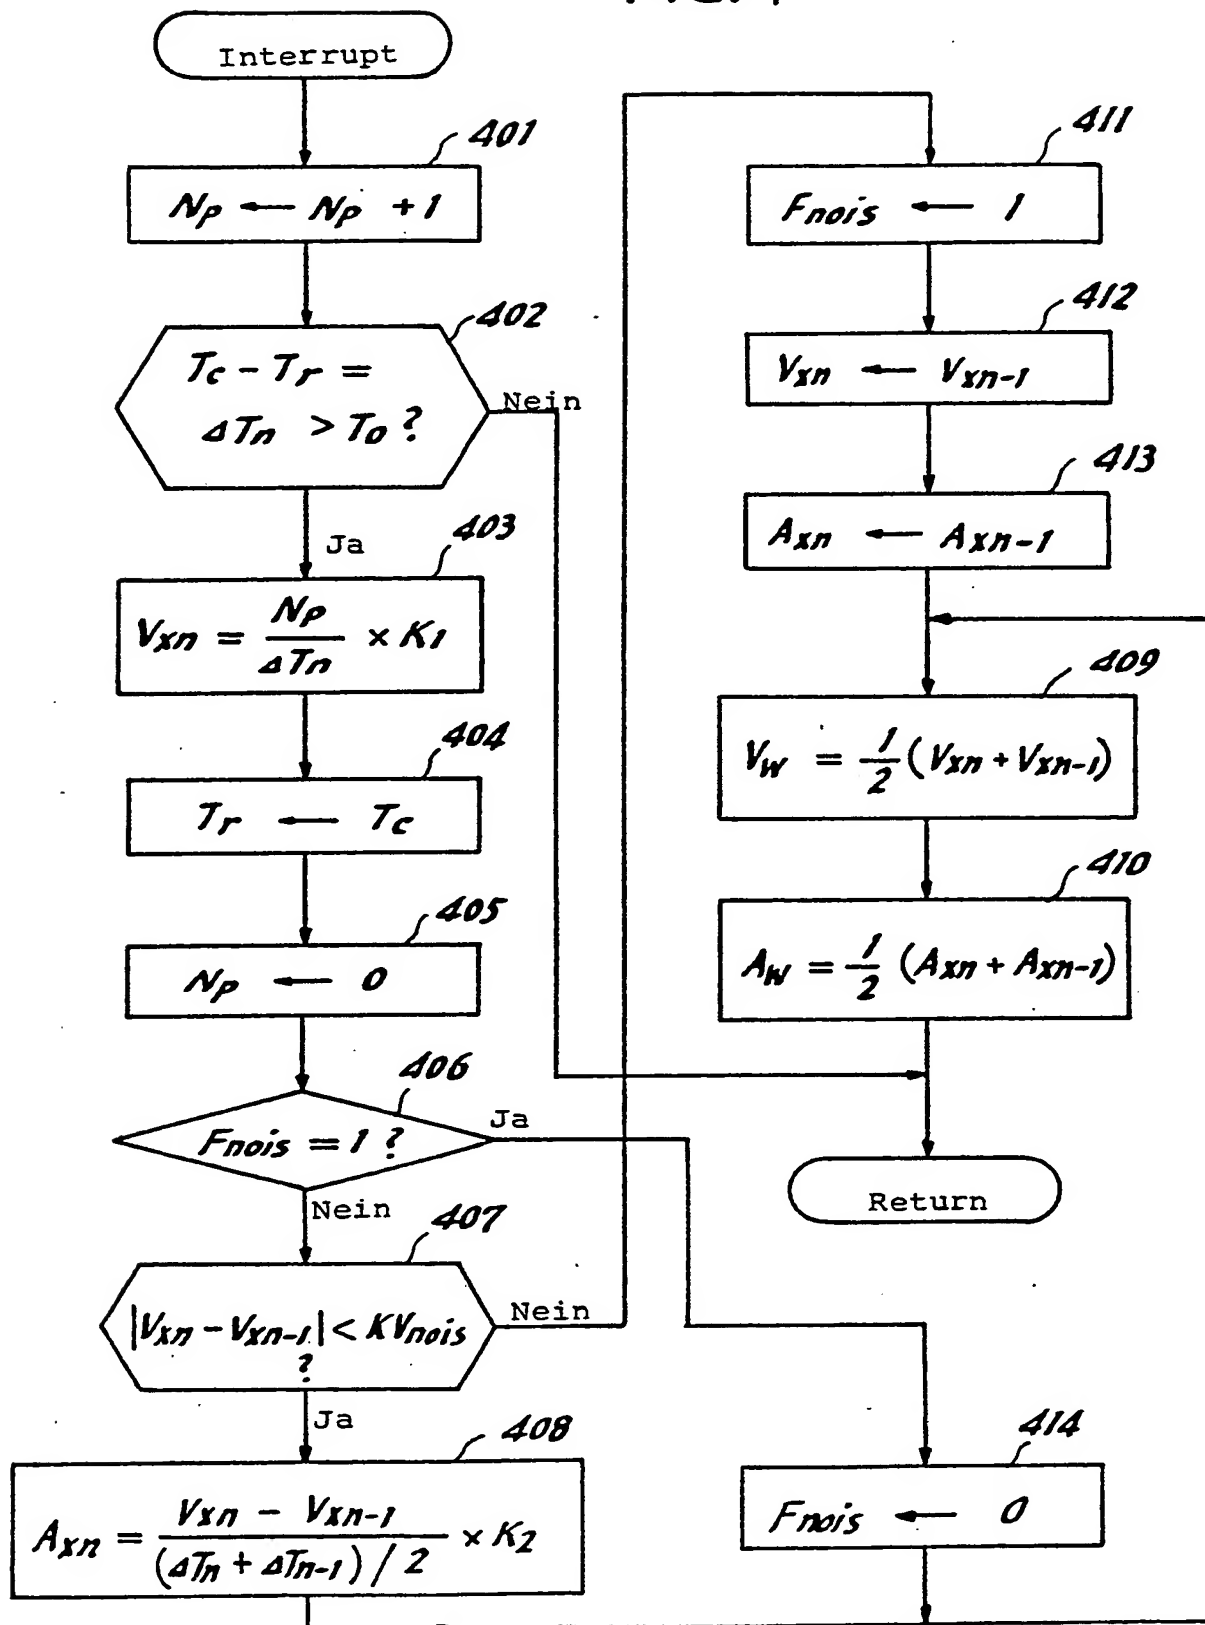 Interrupt
401
Np ← Np + 1
402
Tc - Tr =
ΔTn > To ?
Nein
Ja
403
Vxn = Np / ΔTn × K1
404
Tr ← Tc
405
Np ← 0
406
Fnois = 1 ?
Ja
Nein
407
|Vxn - Vxn-1| < KVnois
?
Nein
Ja
408
Axn = Vxn - Vxn-1 / (ΔTn + ΔTn-1) / 2 × K2
411
Fnois ← 1
412
Vxn ← Vxn-1
413
Axn ← Axn-1
409
Vw = 1/2 (Vxn + Vxn-1)
410
Aw = 1/2 (Axn + Axn-1)
Return
414
Fnois ← 0